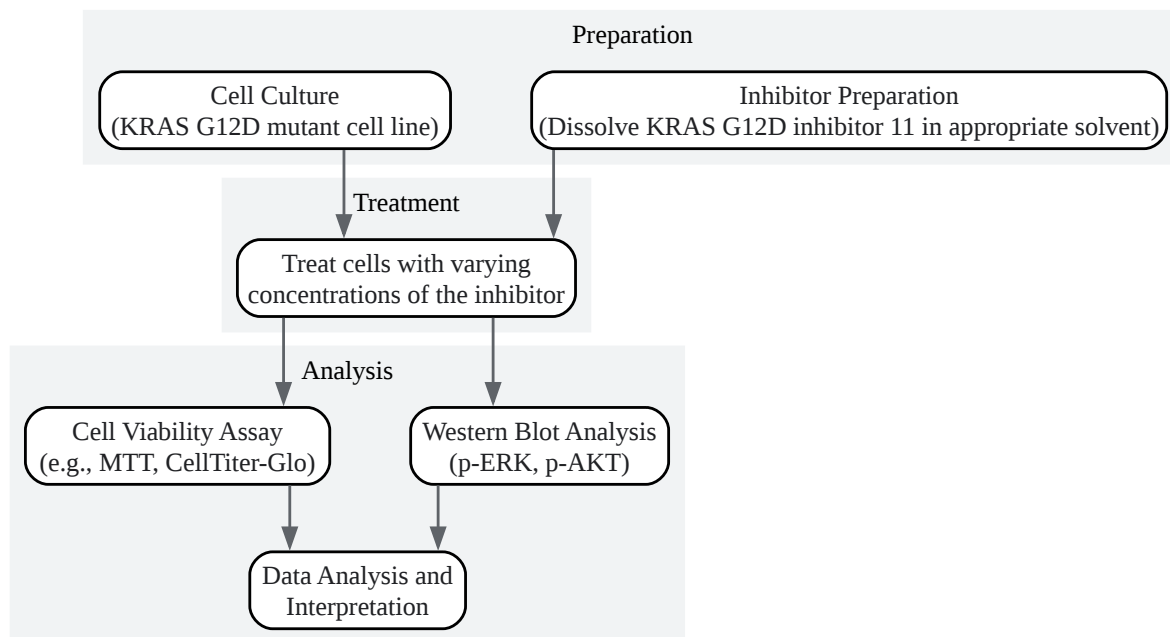 Preparation
Cell Culture
(KRAS G12D mutant cell line)
Inhibitor Preparation
(Dissolve KRAS G12D inhibitor 11 in appropriate solvent)
Treatment
Treat cells with varying
concentrations of the inhibitor
Analysis
Cell Viability Assay
(e.g., MTT, CellTiter-Glo)
Western Blot Analysis
(p-ERK, p-AKT)
Data Analysis and
Interpretation